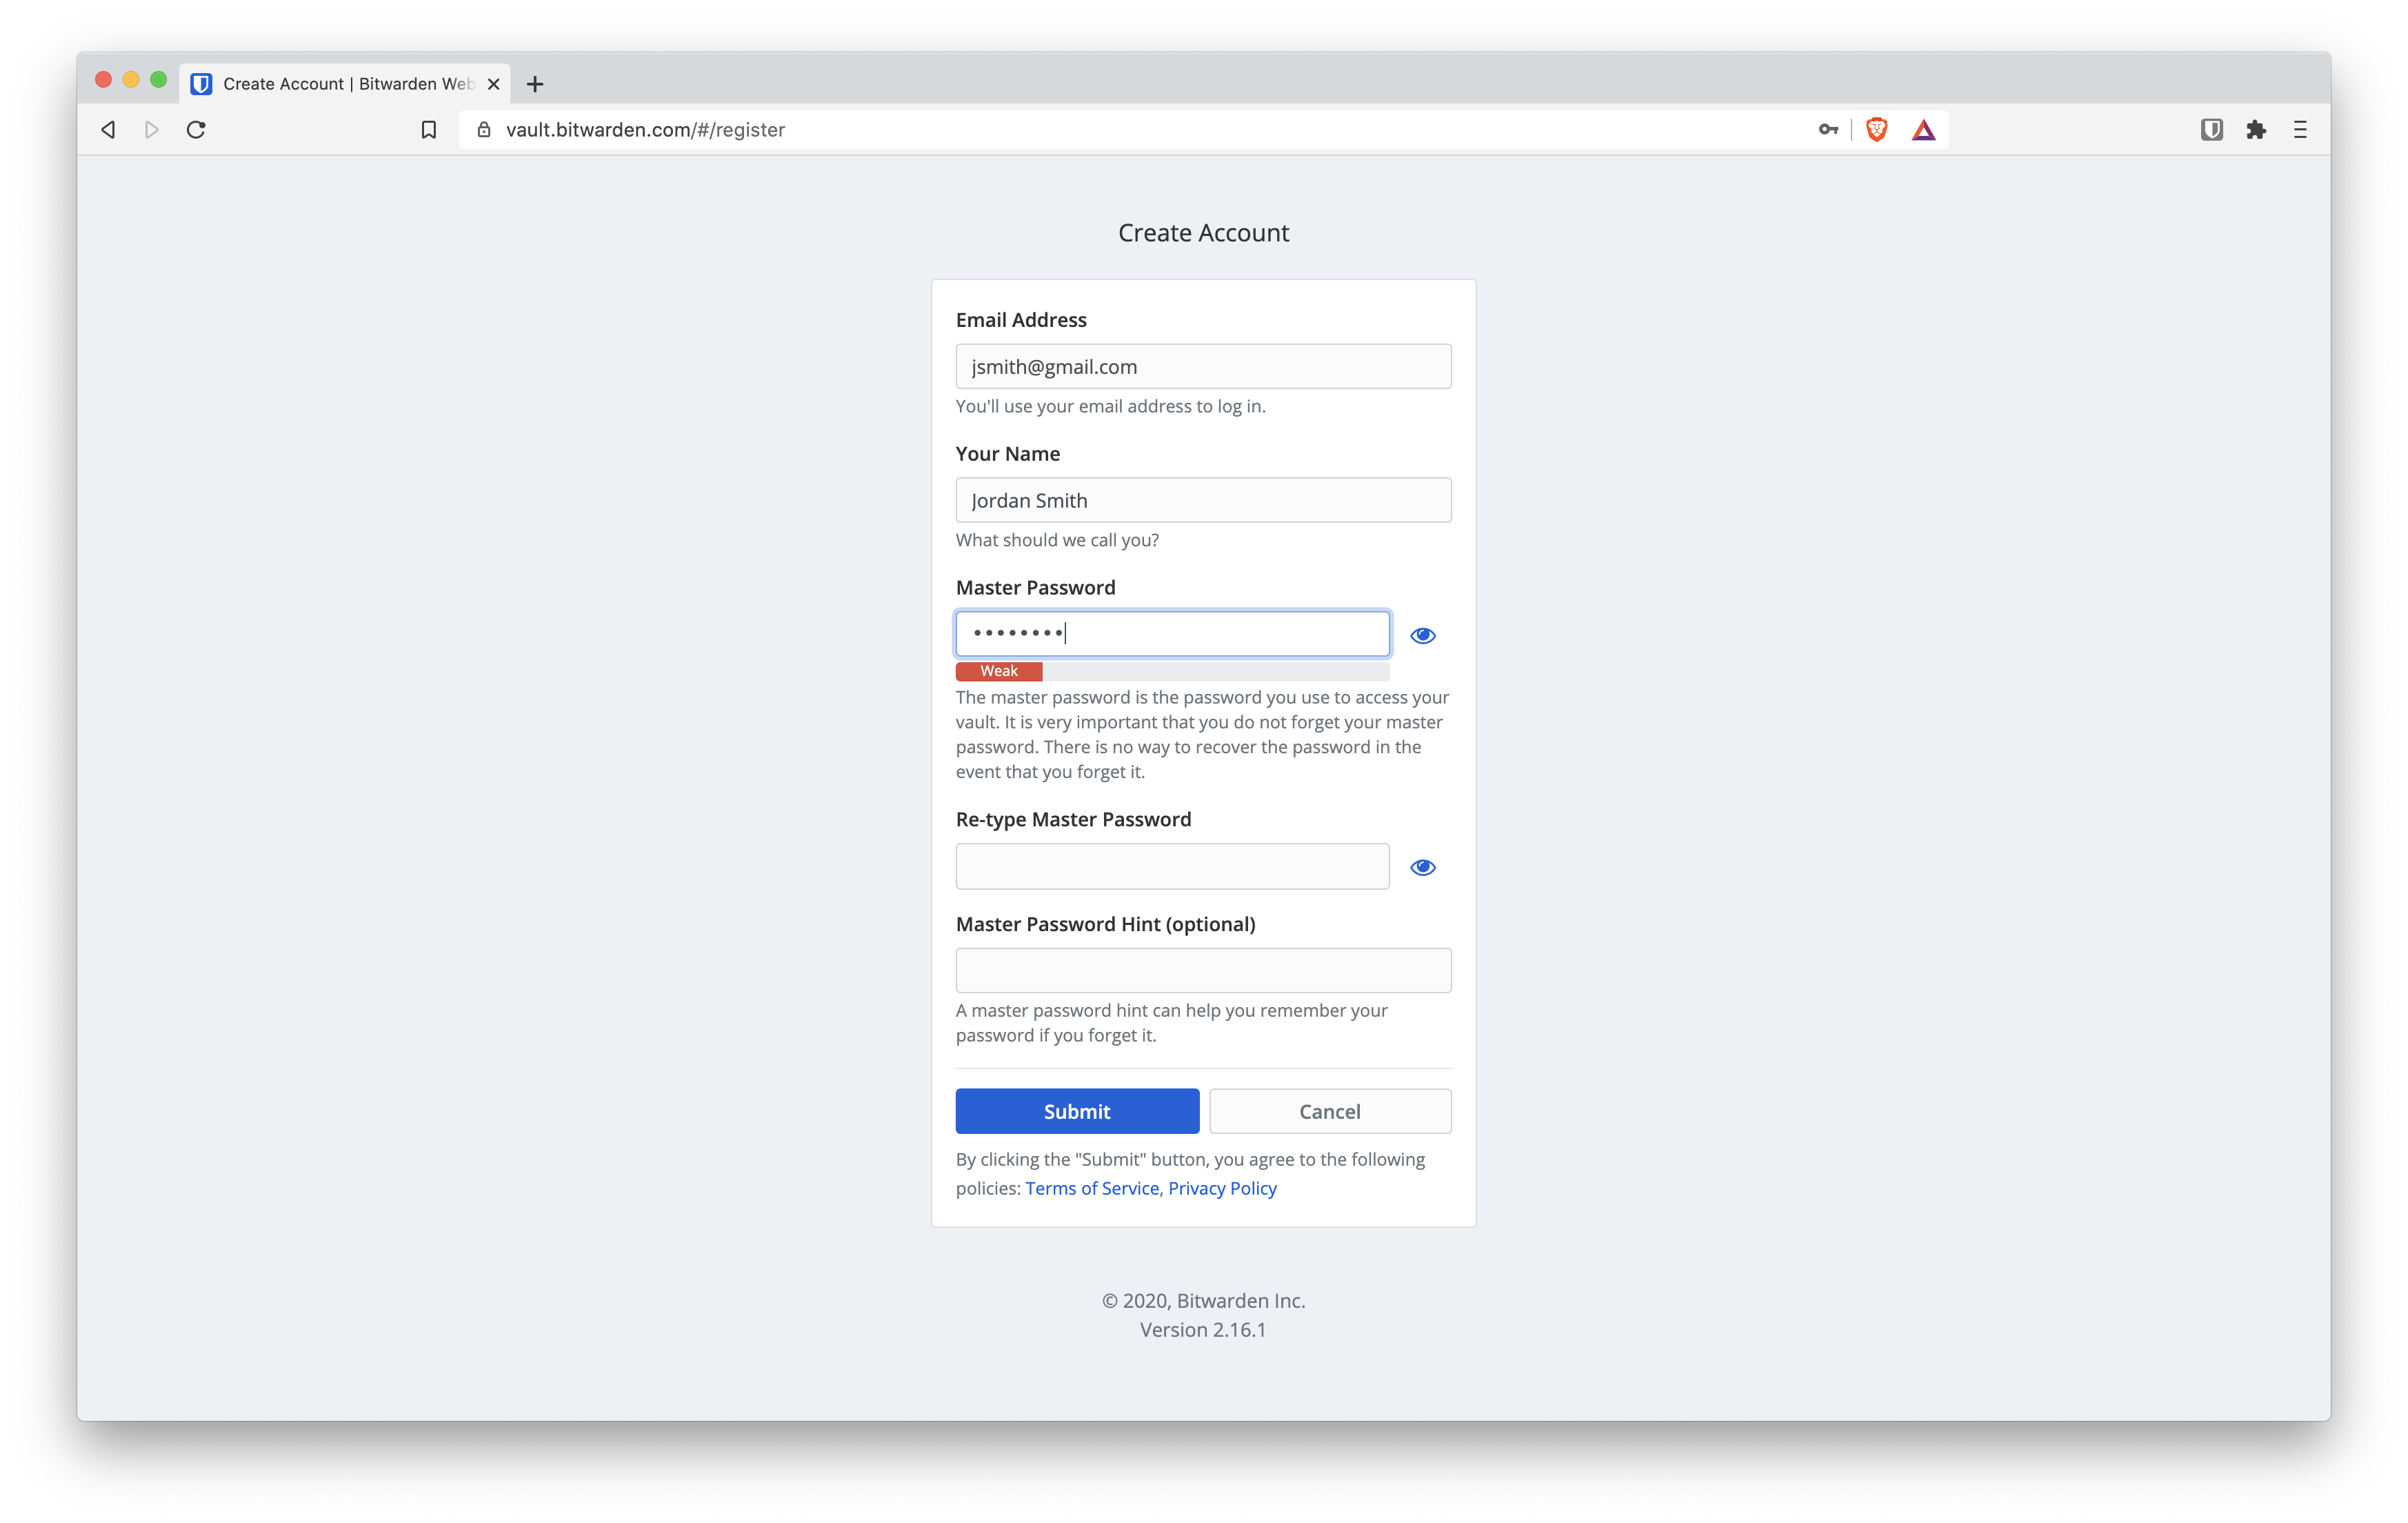 Create Account | Bitwarden Web
vault.bitwarden.com/#/register
Create Account
Email Address
jsmith@gmail.com
You'll use your email address to log in.
Your Name
Jordan Smith
What should we call you?
Master Password
••••••••
Weak
The master password is the password you use to access your
vault. It is very important that you do not forget your master
password. There is no way to recover the password in the
event that you forget it.
Re-type Master Password
Master Password Hint (optional)
A master password hint can help you remember your
password if you forget it.
Submit
Cancel
By clicking the "Submit" button, you agree to the following
policies: Terms of Service, Privacy Policy
© 2020, Bitwarden Inc.
Version 2.16.1